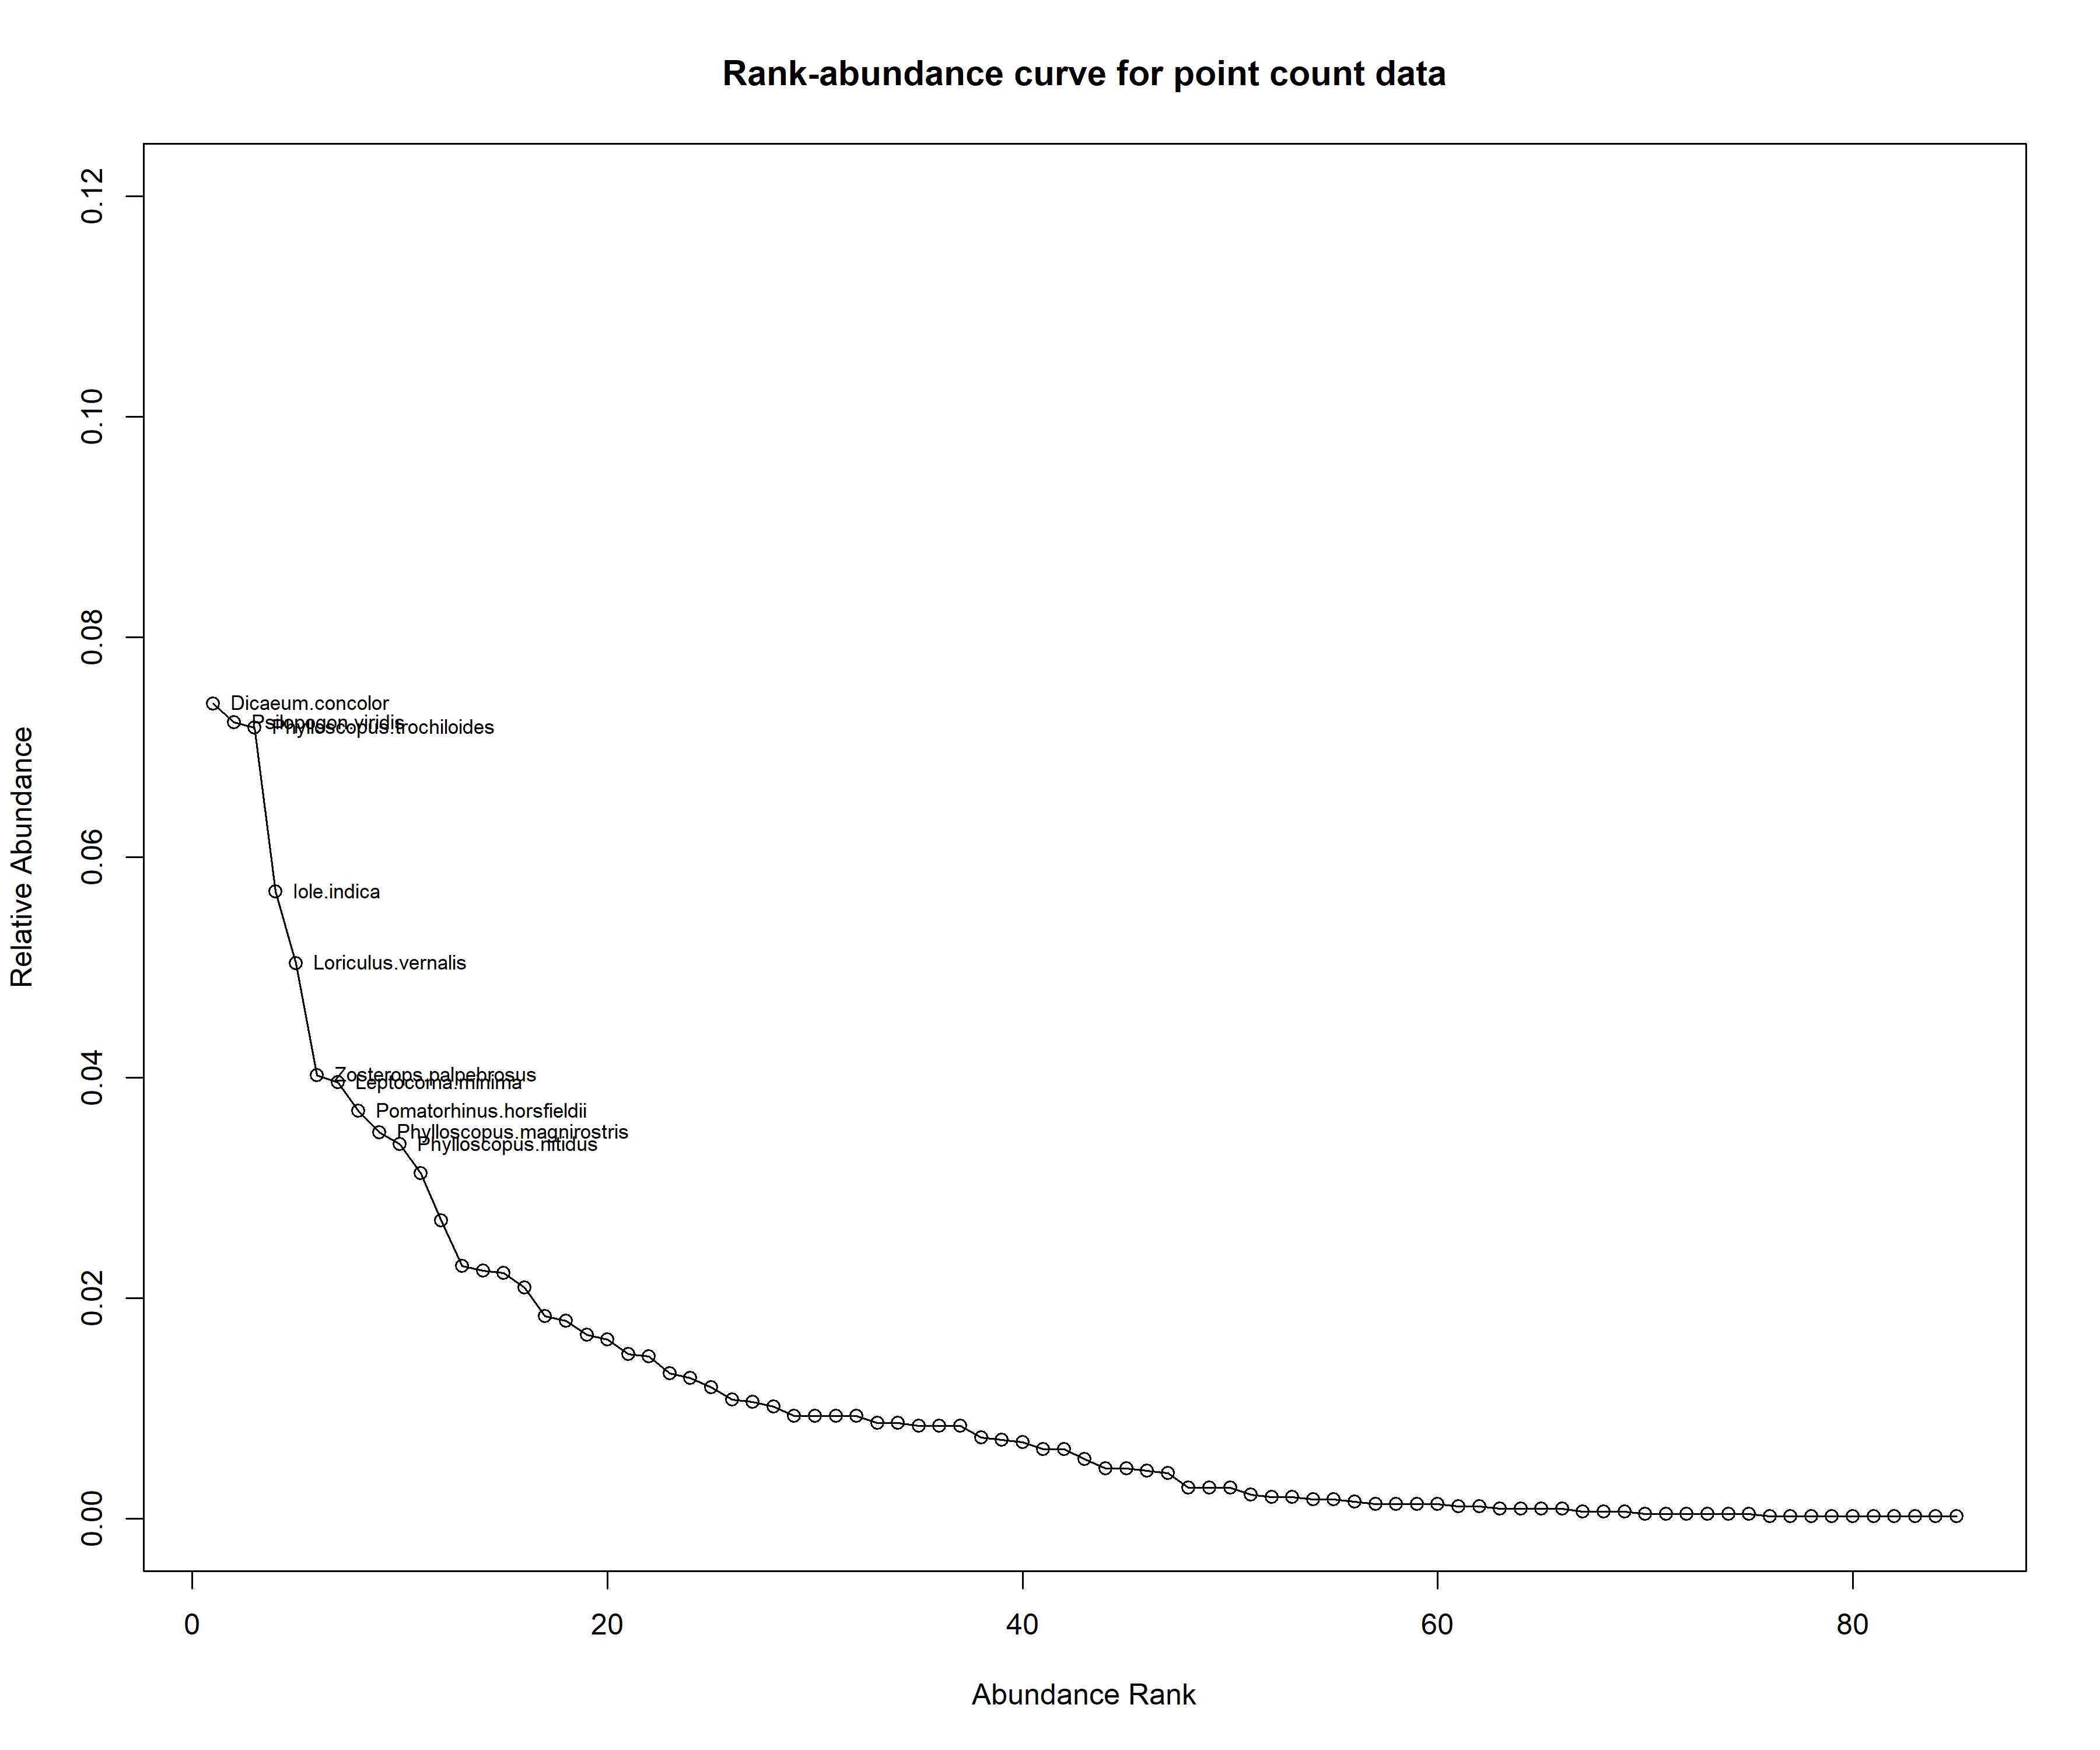 Rank-abundance curve for point count data
0.12
0.10
0.08
0.06
0.04
0.02
0.00
Relative Abundance
Dicaeum.concolor
Psilopogon.viridis
Phylloscopus.trochiloides
Iole.indica
Loriculus.vernalis
Zosterops.palpebrosus
Leptocoma.minima
Pomatorhinus.horsfieldii
Phylloscopus.magnirostris
Phylloscopus.nitidus
0 20 40 60 80
Abundance Rank